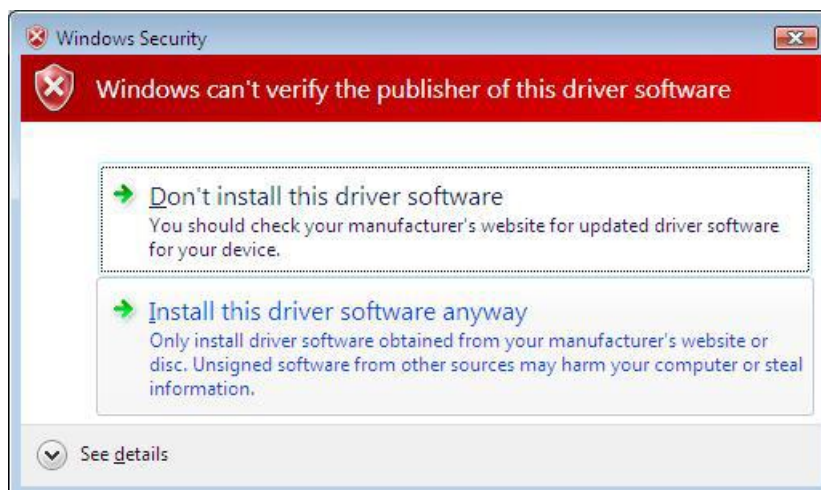 Windows Security
Windows can't verify the publisher of this driver software
Don't install this driver software
You should check your manufacturer's website for updated driver software
for your device.
Install this driver software anyway
Only install driver software obtained from your manufacturer's website or
disc. Unsigned software from other sources may harm your computer or steal
information.
See details